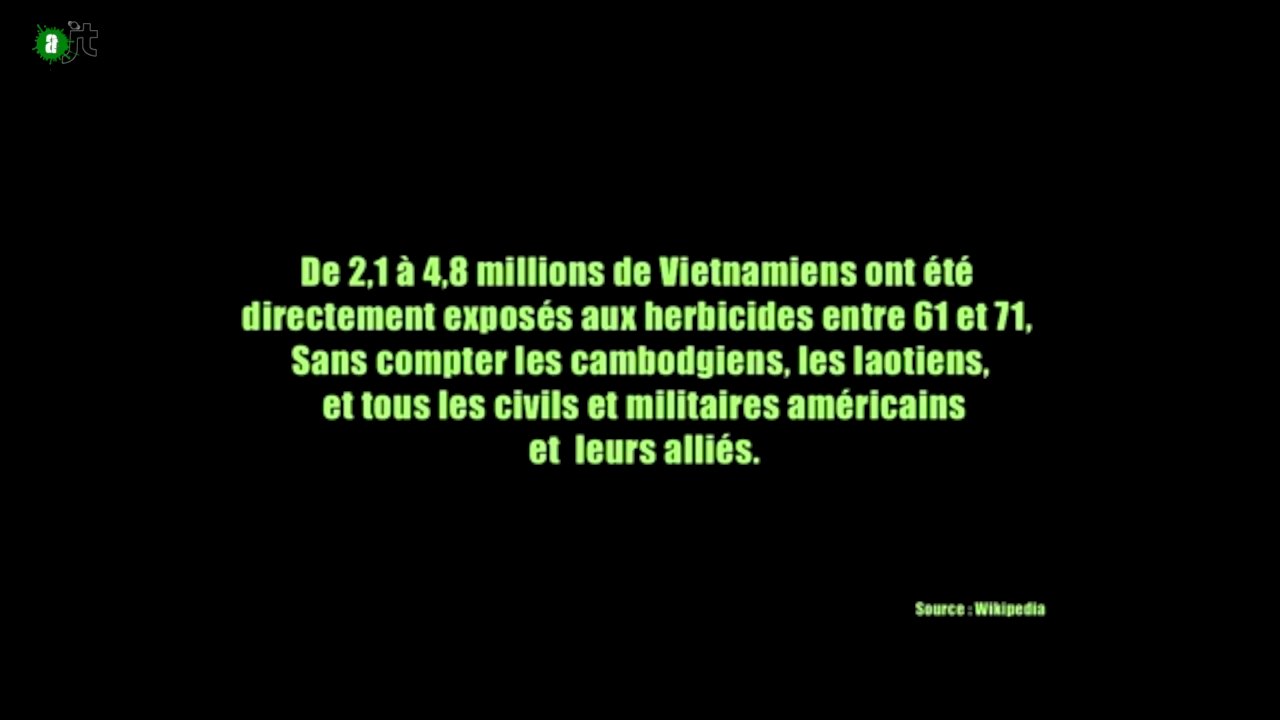 a jt
De 2,1 à 4,8 millions de Vietnamiens ont été
directement exposés aux herbicides entre 61 et 71,
Sans compter les cambodgiens, les laotiens,
et tous les civils et militaires américains
et  leurs alliés.
Source : Wikipedia